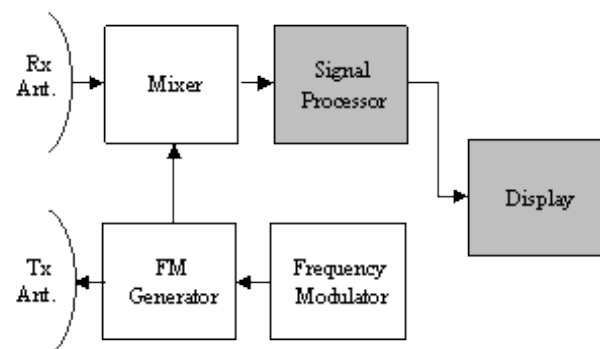 Rx
Ant.
Mixer
Signal
Processor
Display
Tx
Ant.
FM
Generator
Frequency
Modulator